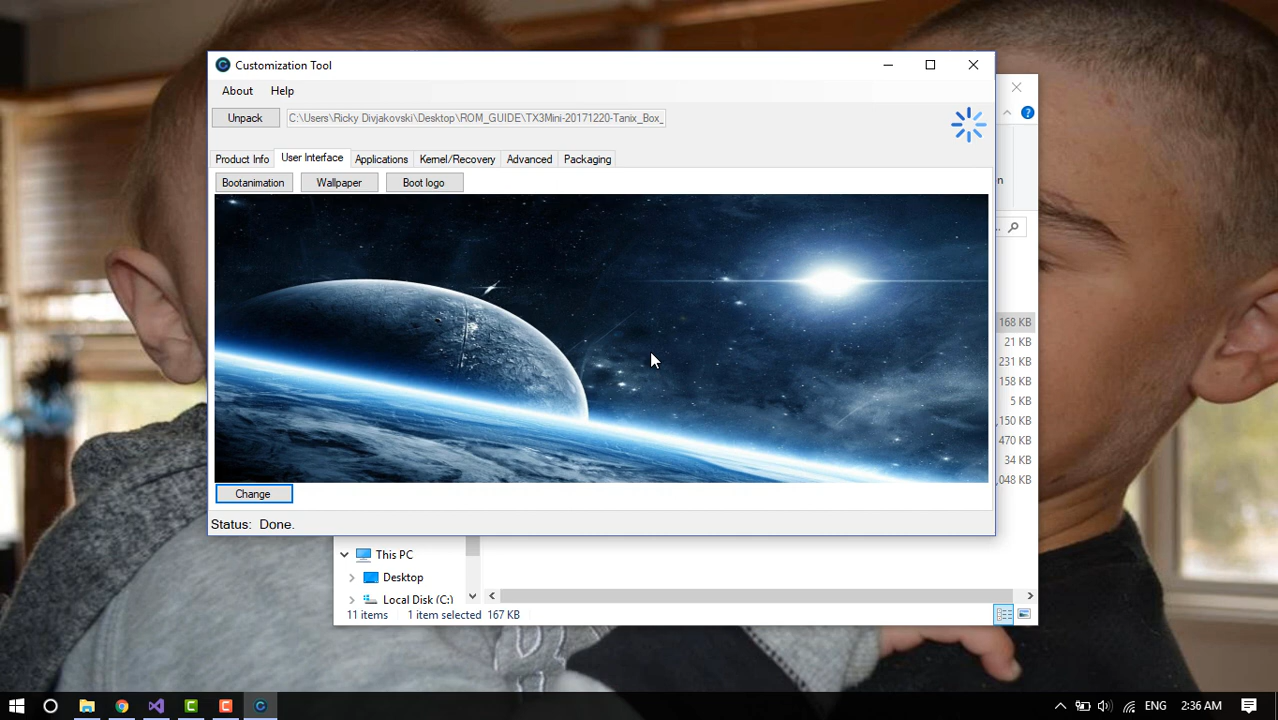 Customization Tool
About Help
Unpack C:\Users\Ricky Divjakovski\Desktop\ROM_GUIDE\TX3Mini-20171220-Tanix_Box_
Product Info User Interface Applications Kernel/Recovery Advanced Packaging
Bootanimation Wallpaper Boot logo
168 KB
21 KB
231 KB
158 KB
5 KB
,150 KB
470 KB
34 KB
,048 KB
Change
Status: Done.
This PC
Desktop
Local Disk (C:)
11 items 1 item selected 167 KB
ENG 2:36 AM